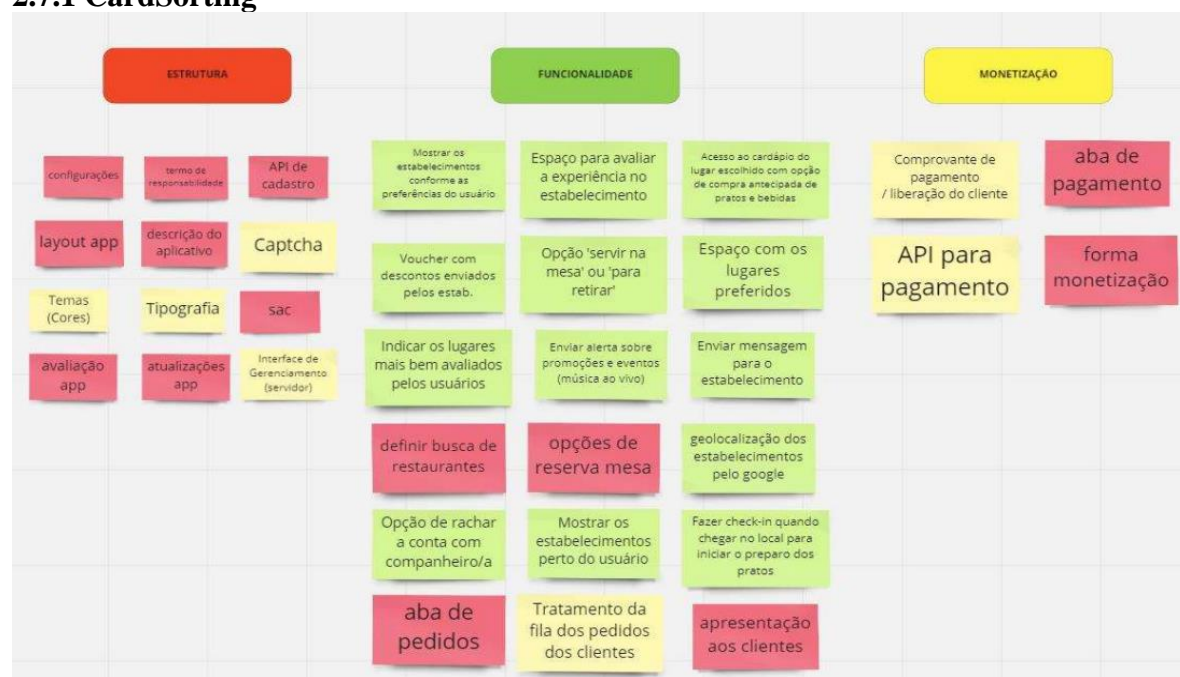 2.7.1 CardSorting
ESTRUTURA
FUNCIONALIDADE
MONETIZAÇÃO
configurações
termo de
responsabilidade
API de
cadastro
layout app
descrição do
aplicativo
Captcha
Temas
(Cores)
Tipografia
sac
avaliação
app
atualizações
app
Interface de
Gerenciamento
(servidor)
Mostrar os
estabelecimentos
conforme as
preferências do usuário
Espaço para avaliar
a experiência no
estabelecimento
Acesso ao cardápio do
lugar escolhido com opção
de compra antecipada de
pratos e bebidas
Voucher com
descontos enviados
pelos estab.
Opção 'servir na
mesa' ou 'para
retirar'
Espaço com os
lugares
preferidos
Indicar os lugares
mais bem avaliados
pelos usuários
Enviar alerta sobre
promoções e eventos
(música ao vivo)
Enviar mensagem
para o
estabelecimento
definir busca de
restaurantes
opções de
reserva mesa
geolocalização dos
estabelecimentos
pelo google
Opção de rachar
a conta com
companheiro/a
Mostrar os
estabelecimentos
perto do usuário
Fazer check-in quando
chegar no local para
iniciar o preparo dos
pratos
aba de
pedidos
Tratamento da
fila dos pedidos
dos clientes
apresentação
aos clientes
Comprovante de
pagamento
/ liberação do cliente
aba de
pagamento
API para
pagamento
forma
monetização